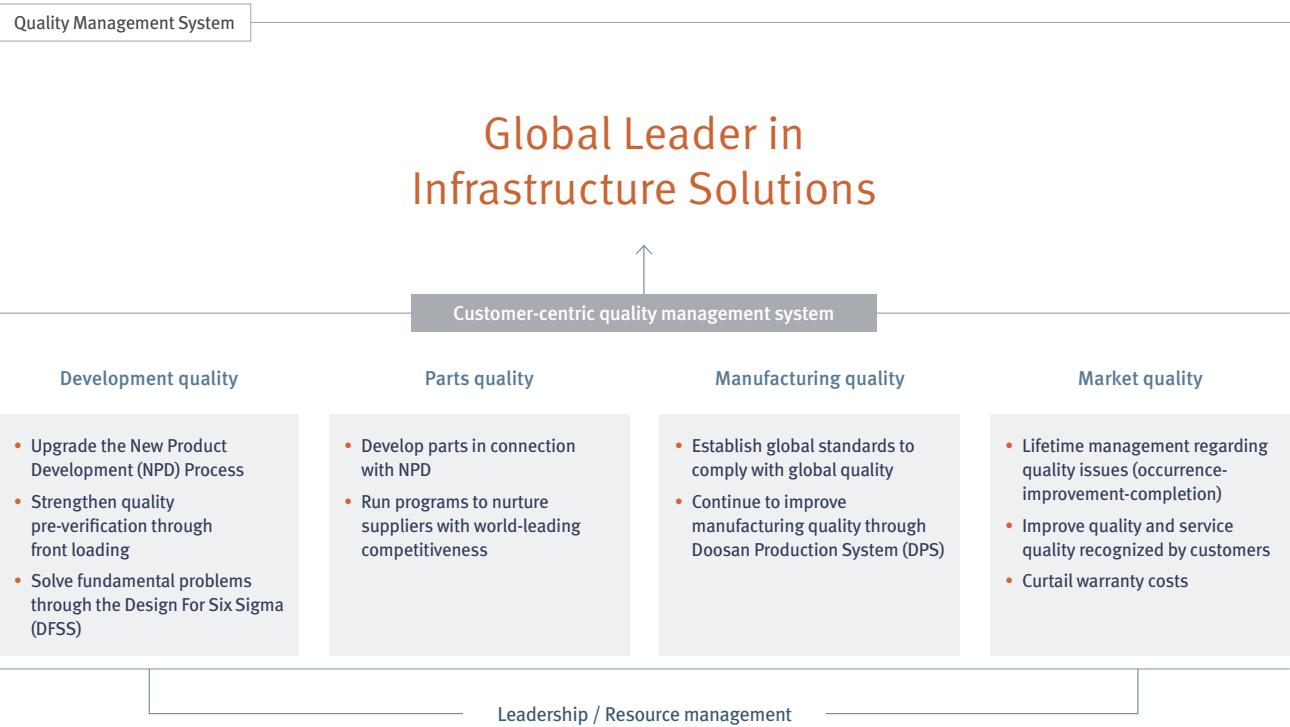 Quality Management System
Global Leader in
Infrastructure Solutions
Customer-centric quality management system
Development quality
• Upgrade the New Product
Development (NPD) Process
• Strengthen quality
pre-verification through
front loading
• Solve fundamental problems
through the Design For Six Sigma
(DFSS)
Parts quality
• Develop parts in connection
with NPD
• Run programs to nurture
suppliers with world-leading
competitiveness
Manufacturing quality
• Establish global standards to
comply with global quality
• Continue to improve
manufacturing quality through
Doosan Production System (DPS)
Market quality
• Lifetime management regarding
quality issues (occurrence-
improvement-completion)
• Improve quality and service
quality recognized by customers
• Curtail warranty costs
Leadership / Resource management